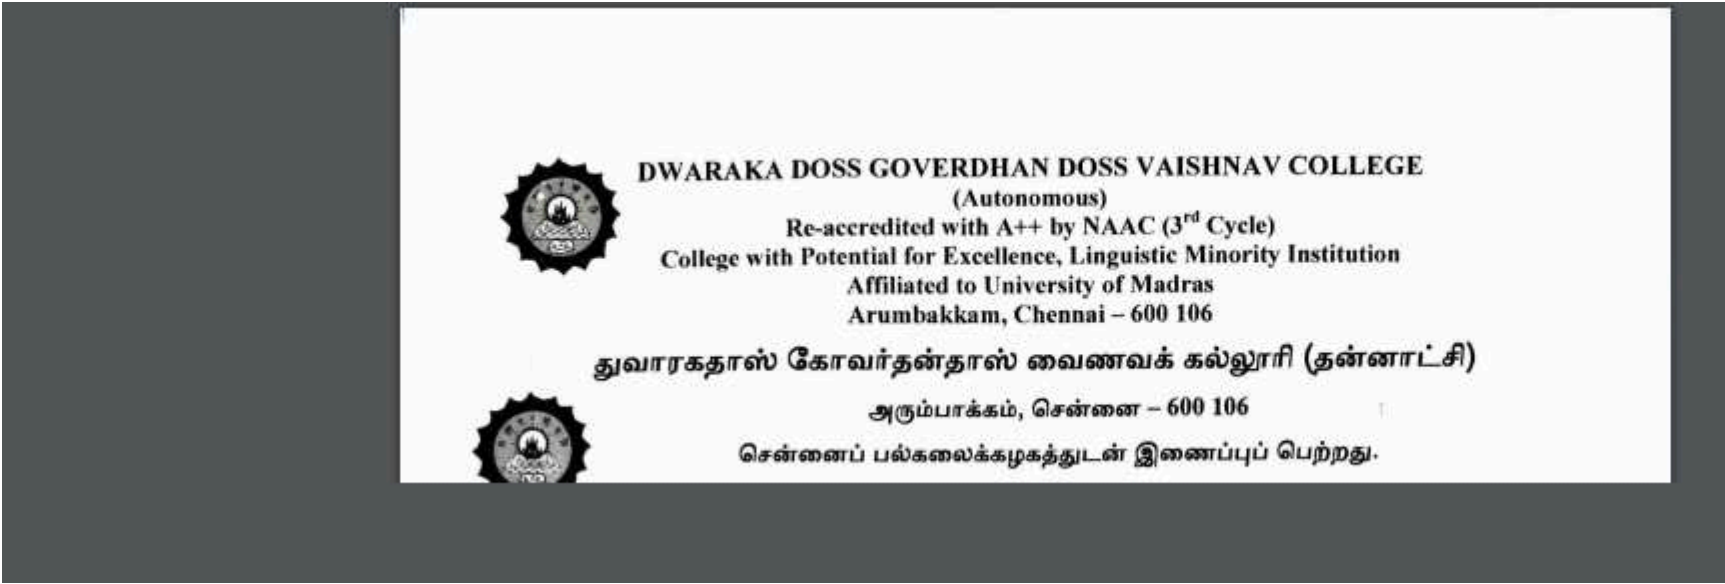 DWARAKA DOSS GOVERDHAN DOSS VAISHNAV COLLEGE
(Autonomous)
Re-accredited with A++ by NAAC (3rd Cycle)
College with Potential for Excellence, Linguistic Minority Institution
Affiliated to University of Madras
Arumbakkam, Chennai – 600 106
துவாரகதாஸ் கோவர்தன்தாஸ் வைணவக் கல்லூரி (தன்னாட்சி)
அரும்பாக்கம், சென்னை – 600 106
சென்னைப் பல்கலைக்கழகத்துடன் இணைப்புப் பெற்றது.